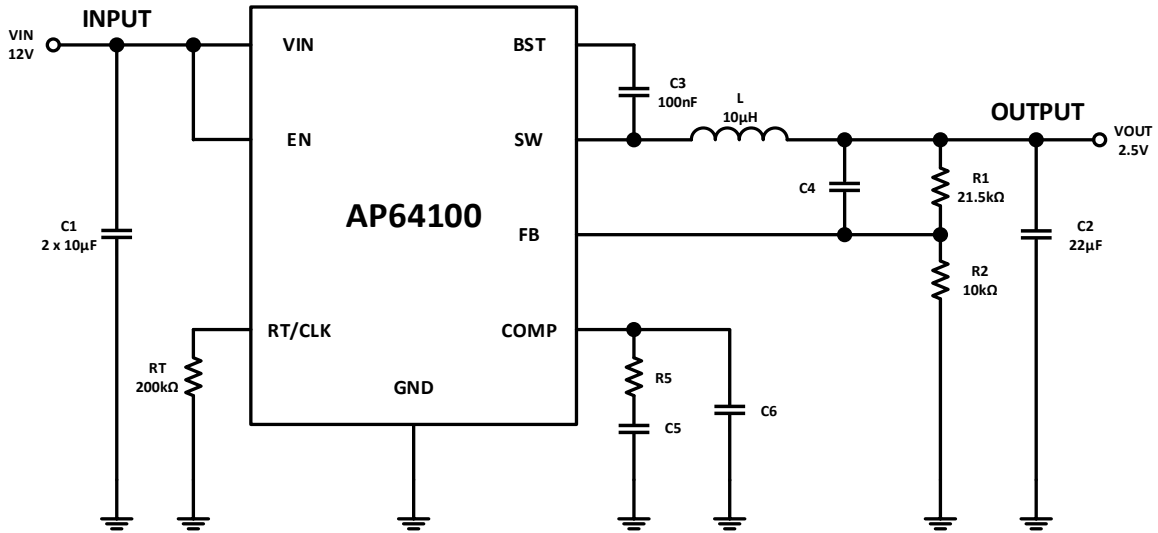 INPUT
VIN
12V
VIN
BST
C3
100nF
L
10µH
OUTPUT
VOUT
2.5V
EN
SW
C4
R1
21.5kΩ
AP64100
C1
2 x 10µF
FB
C2
22µF
R2
10kΩ
RT/CLK
COMP
RT
200kΩ
R5
GND
C5
C6